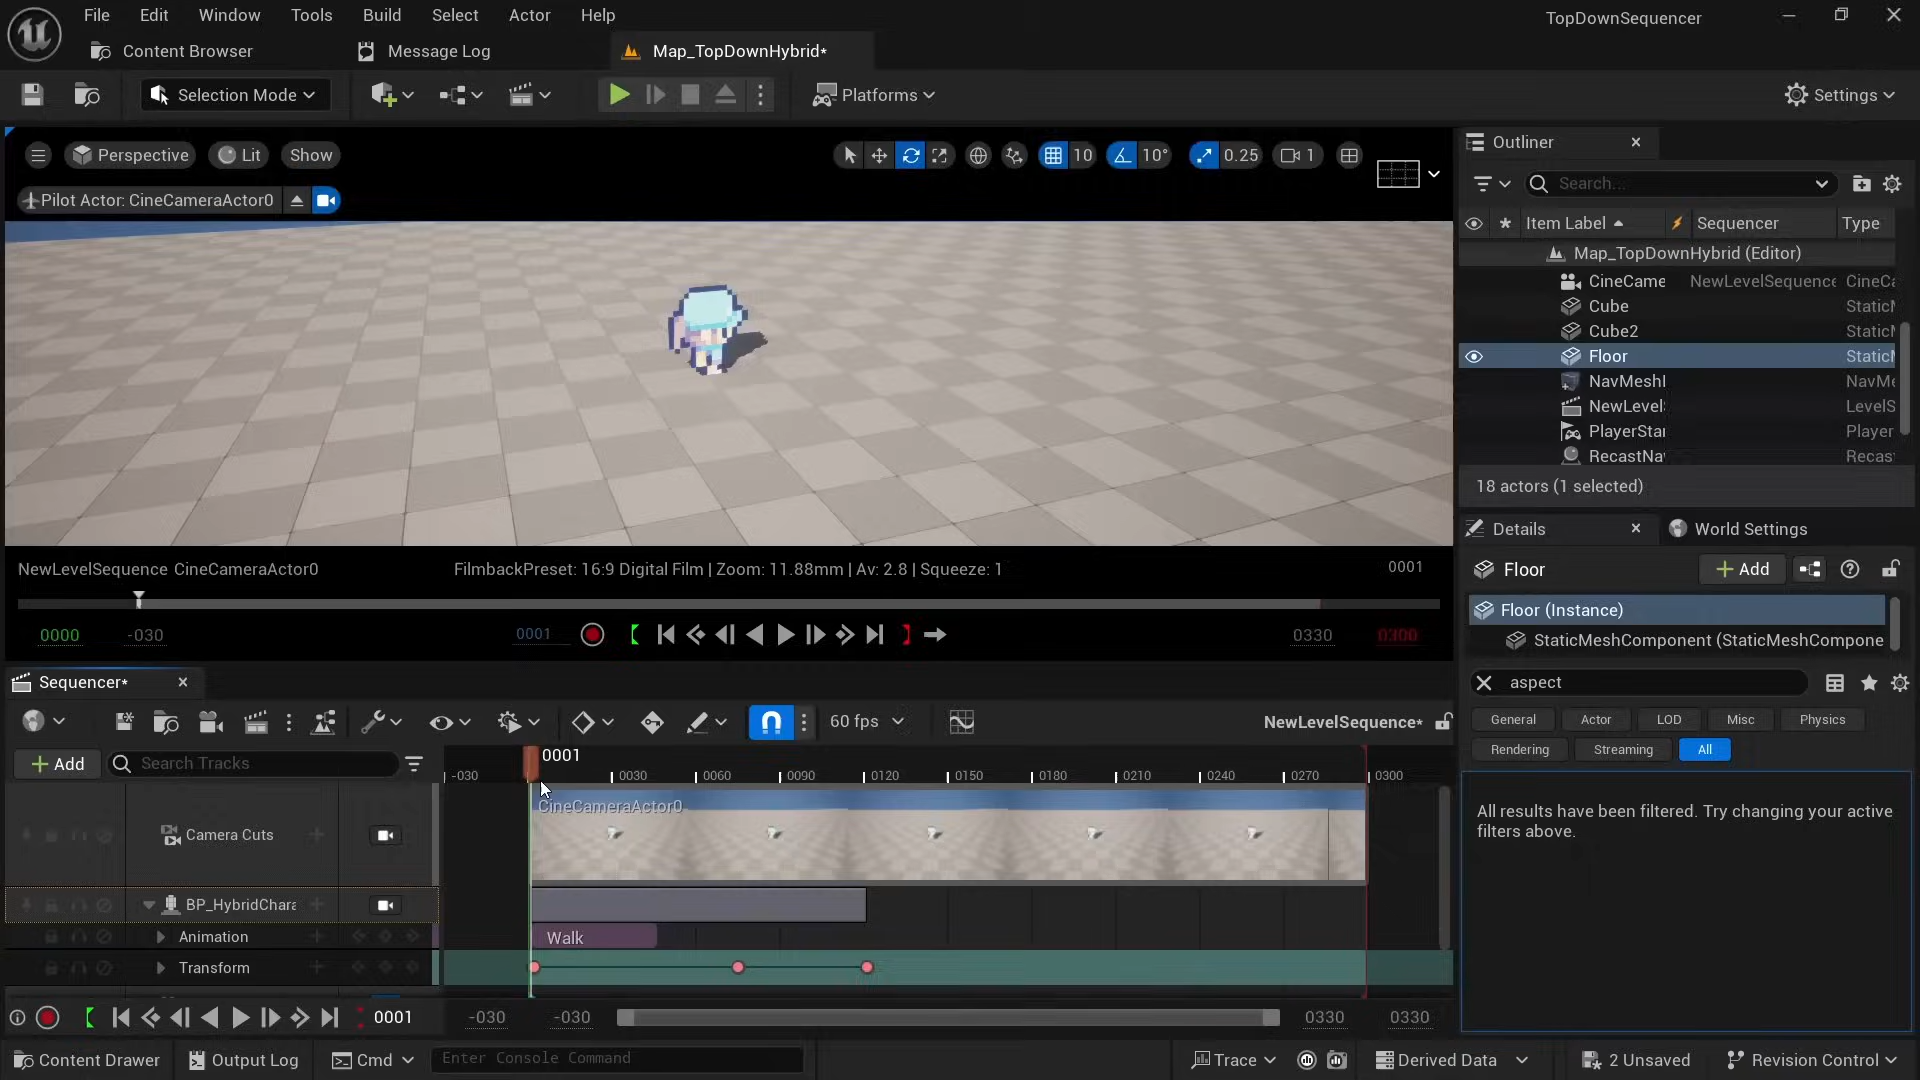 File Edit Window Tools Build Select Actor Help
TopDownSequencer
Content Browser
Message Log
Map_TopDownHybrid*
Selection Mode
Platforms
Settings
Perspective
Lit
Show
10
10°
0.25
1
Pilot Actor: CineCameraActor0
Outliner
Search...
Item Label
Sequencer
Type
Map_TopDownHybrid (Editor)
CineCame NewLevelSequence CineCa
Cube
Cube2
Floor
NavMeshI
NewLevel
PlayerStar Player
RecastNa Recas
18 actors (1 selected)
NewLevelSequence CineCameraActor0
FilmbackPreset: 16:9 Digital Film | Zoom: 11.88mm | Av: 2.8 | Squeeze: 1
0001
0000
-030
0001
0330
0300
Details
World Settings
Floor
Add
Floor (Instance)
StaticMeshComponent (StaticMeshCompone
aspect
General
Actor
LOD
Misc
Physics
Rendering
Streaming
All
All results have been filtered. Try changing your active
filters above.
Sequencer*
60 fps
NewLevelSequence*
Add
Search Tracks
0001
-030 0030 0060 0090 0120 0150 0180 0210 0240 0270 0300
CineCameraActor0
Camera Cuts
BP_HybridChara
Animation
Walk
Transform
0001
-030
-030
0330
0330
Content Drawer
Output Log
Cmd
Enter Console Command
Trace
Derived Data
2 Unsaved
Revision Control